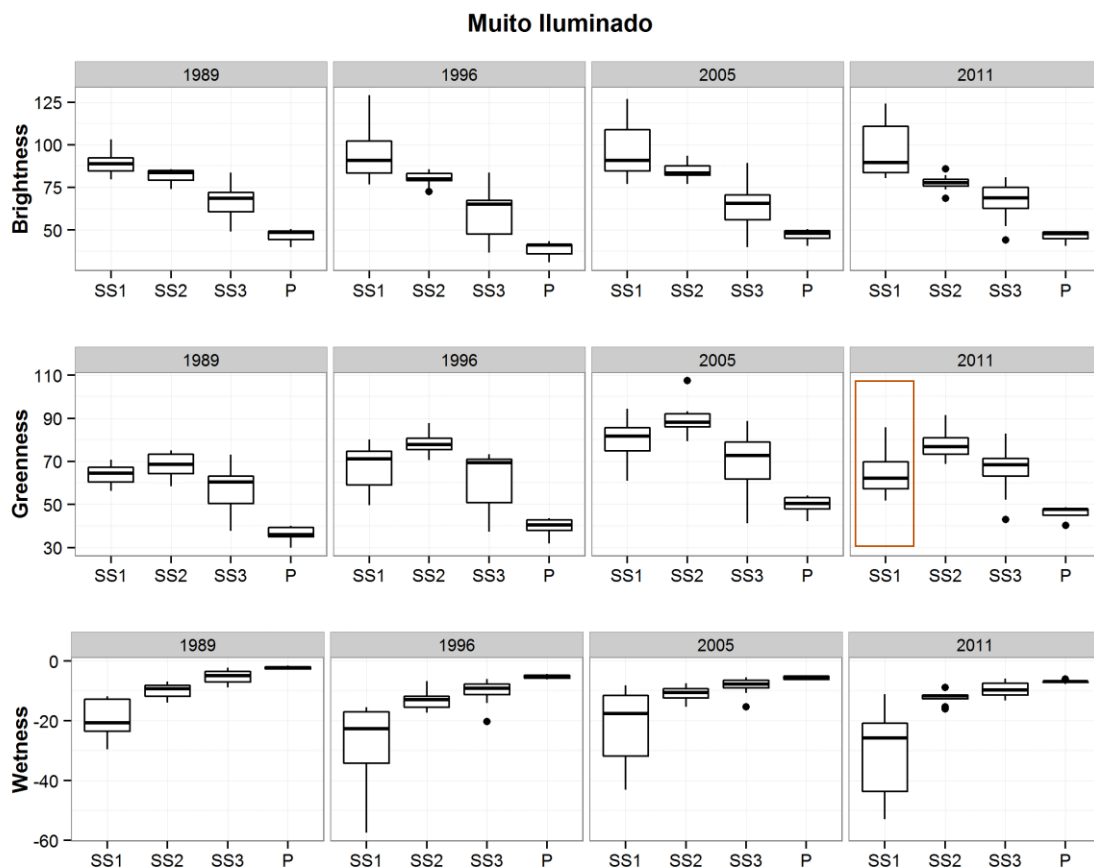 Muito Iluminado
1989 1996 2005 2011
Brightness
125
100
75
50
SS1 SS2 SS3 P SS1 SS2 SS3 P SS1 SS2 SS3 P SS1 SS2 SS3 P
1989 1996 2005 2011
Greenness
110
90
70
50
30
SS1 SS2 SS3 P SS1 SS2 SS3 P SS1 SS2 SS3 P SS1 SS2 SS3 P
1989 1996 2005 2011
Wetness
0
-20
-40
-60
SS1 SS2 SS3 P SS1 SS2 SS3 P SS1 SS2 SS3 P SS1 SS2 SS3 P